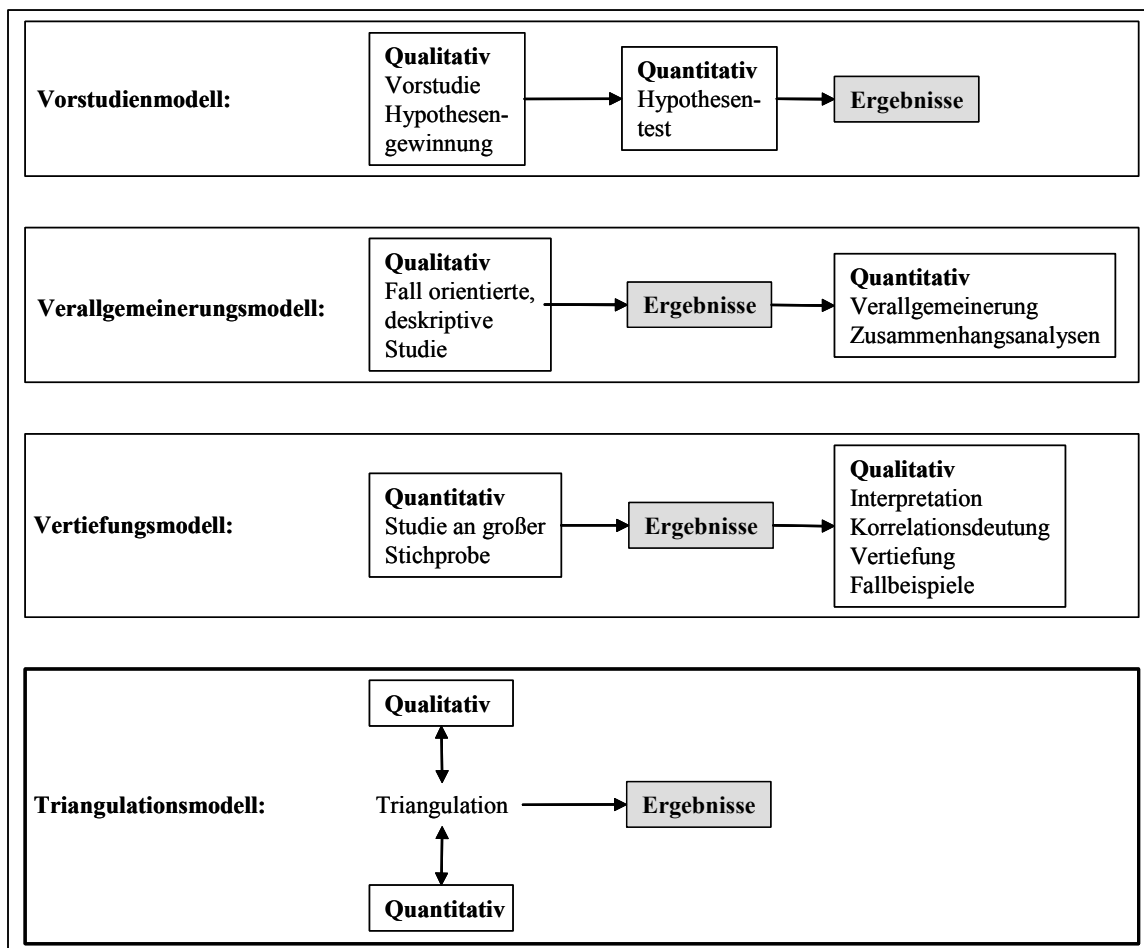 Vorstudienmodell:
Qualitativ
Vorstudie
Hypothesen-
gewinnung
Quantitativ
Hypothesen-
test
Ergebnisse
Verallgemeinerungsmodell:
Qualitativ
Fall orientierte,
deskriptive
Studie
Ergebnisse
Quantitativ
Verallgemeinerung
Zusammenhangsanalysen
Vertiefungsmodell:
Quantitativ
Studie an großer
Stichprobe
Ergebnisse
Qualitativ
Interpretation
Korrelationsdeutung
Vertiefung
Fallbeispiele
Triangulationsmodell:
Qualitativ
Triangulation
Quantitativ
Ergebnisse